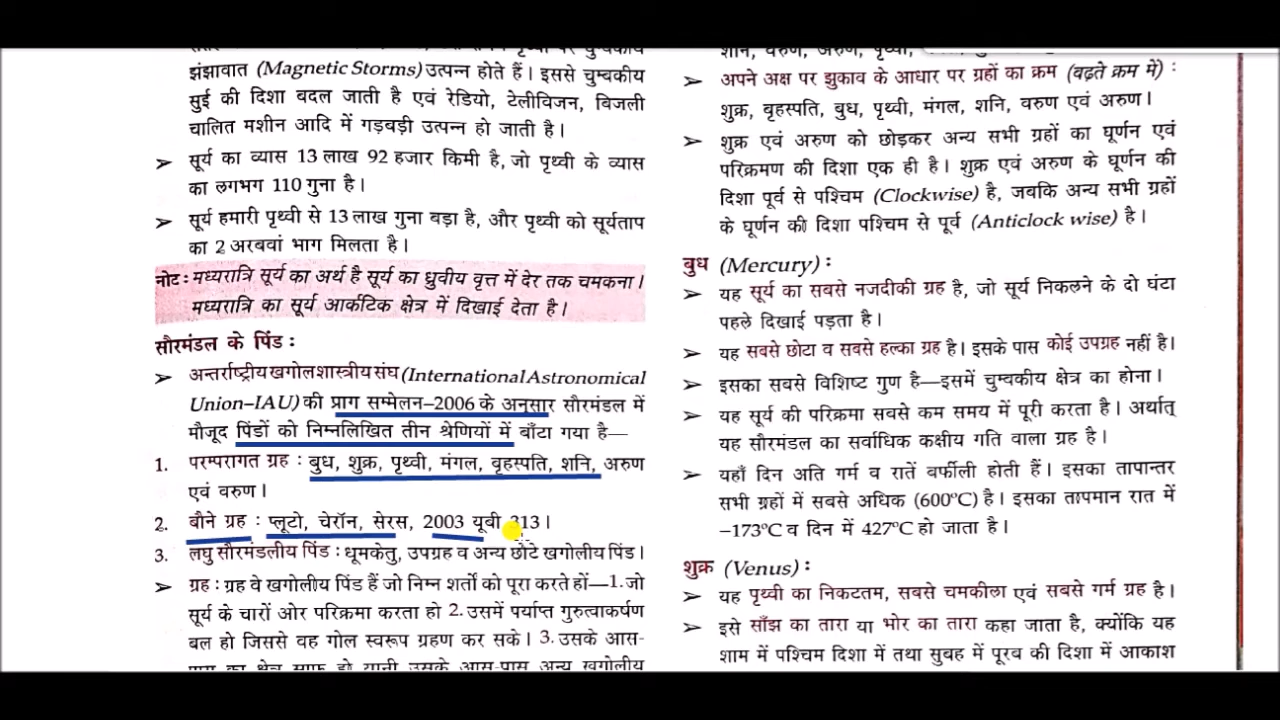 झंझावात (Magnetic Storms) उत्पन्न होते हैं। इससे चुम्बकीय
सुई की दिशा बदल जाती है एवं रेडियो, टेलीविजन, बिजली
चालित मशीन आदि में गड़बड़ी उत्पन्न हो जाती है।
➢ सूर्य का व्यास 13 लाख 92 हजार किमी है, जो पृथ्वी के व्यास
का लगभग 110 गुना है।
➢ सूर्य हमारी पृथ्वी से 13 लाख गुना बड़ा है, और पृथ्वी को सूर्यताप
का 2 अरबवां भाग मिलता है।
नोट: मध्यरात्रि सूर्य का अर्थ है सूर्य का ध्रुवीय वृत्त में देर तक चमकना।
मध्यरात्रि का सूर्य आर्कटिक क्षेत्र में दिखाई देता है।
सौरमंडल के पिंड :
➢ अन्तर्राष्ट्रीय खगोलशास्त्रीय संघ (International Astronomical
Union–IAU) की प्राग सम्मेलन–2006 के अनुसार सौरमंडल में
मौजूद पिंडों को निम्नलिखित तीन श्रेणियों में बाँटा गया है—
1. परम्परागत ग्रह : बुध, शुक्र, पृथ्वी, मंगल, बृहस्पति, शनि, अरुण
एवं वरुण।
2. बौने ग्रह : प्लूटो, चेरॉन, सेरस, 2003 यूबी 313।
3. लघु सौरमंडलीय पिंड : धूमकेतु, उपग्रह व अन्य छोटे खगोलीय पिंड।
➢ ग्रह : ग्रह वे खगोलीय पिंड हैं जो निम्न शर्तों को पूरा करते हों—1. जो
सूर्य के चारों ओर परिक्रमा करता हो 2. उसमें पर्याप्त गुरुत्वाकर्षण
बल हो जिससे वह गोल स्वरूप ग्रहण कर सके। 3. उसके आस-
पास का क्षेत्र साफ हो यानी उसके आस-पास अन्य खगोलीय
शनि, वरुण, अरुण, पृथ्वी,
➢ अपने अक्ष पर झुकाव के आधार पर ग्रहों का क्रम (बढ़ते क्रम में) :
शुक्र, बृहस्पति, बुध, पृथ्वी, मंगल, शनि, वरुण एवं अरुण।
➢ शुक्र एवं अरुण को छोड़कर अन्य सभी ग्रहों का घूर्णन एवं
परिक्रमण की दिशा एक ही है। शुक्र एवं अरुण के घूर्णन की
दिशा पूर्व से पश्चिम (Clockwise) है, जबकि अन्य सभी ग्रहों
के घूर्णन की दिशा पश्चिम से पूर्व (Anticlock wise) है।
बुध (Mercury) :
➢ यह सूर्य का सबसे नजदीकी ग्रह है, जो सूर्य निकलने के दो घंटा
पहले दिखाई पड़ता है।
➢ यह सबसे छोटा व सबसे हल्का ग्रह है। इसके पास कोई उपग्रह नहीं है।
➢ इसका सबसे विशिष्ट गुण है—इसमें चुम्बकीय क्षेत्र का होना।
➢ यह सूर्य की परिक्रमा सबसे कम समय में पूरी करता है। अर्थात्
यह सौरमंडल का सर्वाधिक कक्षीय गति वाला ग्रह है।
➢ यहाँ दिन अति गर्म व रातें बर्फीली होती हैं। इसका तापान्तर
सभी ग्रहों में सबसे अधिक (600°C) है। इसका तापमान रात में
–173°C व दिन में 427°C हो जाता है।
शुक्र (Venus) :
➢ यह पृथ्वी का निकटतम, सबसे चमकीला एवं सबसे गर्म ग्रह है।
➢ इसे साँझ का तारा या भोर का तारा कहा जाता है, क्योंकि यह
शाम में पश्चिम दिशा में तथा सुबह में पूरब की दिशा में आकाश